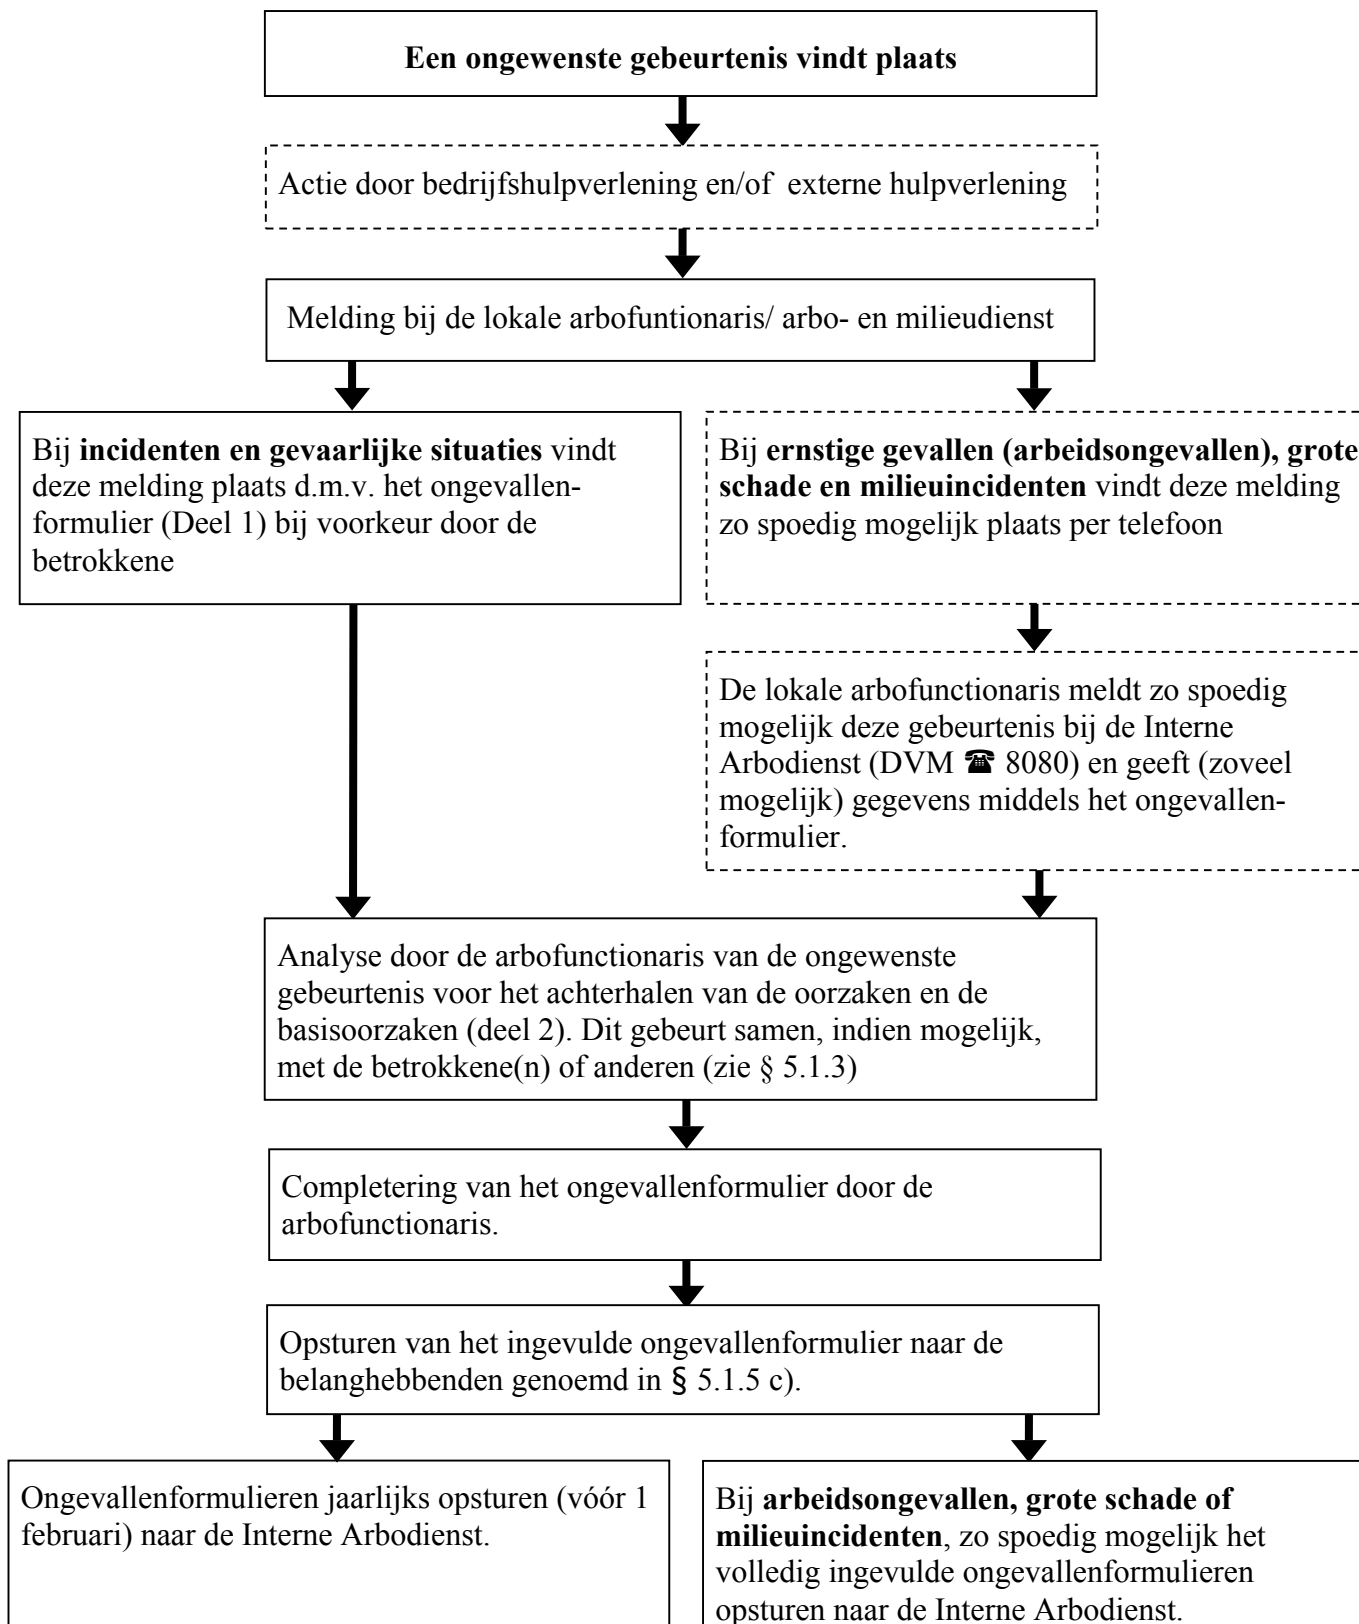 Een ongewenste gebeurtenis vindt plaats
Actie door bedrijfshulpverlening en/of externe hulpverlening
Melding bij de lokale arbofuntionaris/ arbo- en milieudienst
Bij incidenten en gevaarlijke situaties vindt
deze melding plaats d.m.v. het ongevallen-
formulier (Deel 1) bij voorkeur door de
betrokkene
Bij ernstige gevallen (arbeidsongevallen), grote
schade en milieuincidenten vindt deze melding
zo spoedig mogelijk plaats per telefoon
De lokale arbofunctionaris meldt zo spoedig
mogelijk deze gebeurtenis bij de Interne
Arbodienst (DVM ☎ 8080) en geeft (zoveel
mogelijk) gegevens middels het ongevallen-
formulier.
Analyse door de arbofunctionaris van de ongewenste
gebeurtenis voor het achterhalen van de oorzaken en de
basisoorzaken (deel 2). Dit gebeurt samen, indien mogelijk,
met de betrokkene(n) of anderen (zie § 5.1.3)
Completering van het ongevallenformulier door de
arbofunctionaris.
Opsturen van het ingevulde ongevallenformulier naar de
belanghebbenden genoemd in § 5.1.5 c).
Ongevallenformulieren jaarlijks opsturen (vóór 1
februari) naar de Interne Arbodienst.
Bij arbeidsongevallen, grote schade of
milieuincidenten, zo spoedig mogelijk het
volledig ingevulde ongevallenformulieren
opsturen naar de Interne Arbodienst.